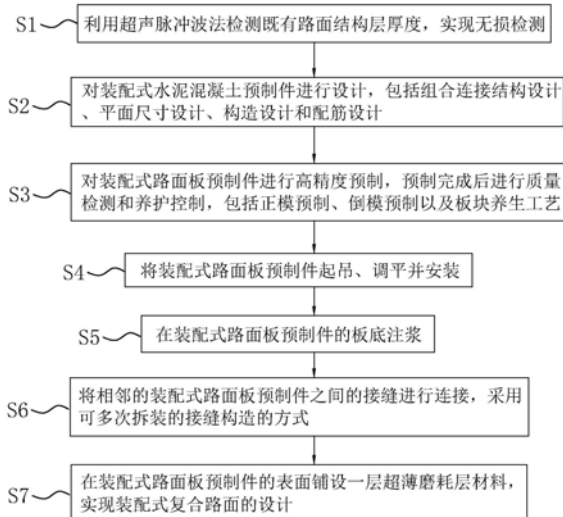 S1 利用超声脉冲波法检测既有路面结构层厚度，实现无损检测
S2 对装配式水泥混凝土预制件进行设计，包括组合连接结构设计
、平面尺寸设计、构造设计和配筋设计
S3 对装配式路面板预制件进行高精度预制，预制完成后进行质量
检测和养护控制，包括正模预制、倒模预制以及板块养生工艺
S4 将装配式路面板预制件起吊、调平并安装
S5 在装配式路面板预制件的板底注浆
S6 将相邻的装配式路面板预制件之间的接缝进行连接，采用
可多次拆装的接缝构造的方式
S7 在装配式路面板预制件的表面铺设一层超薄磨耗层材料，
实现装配式复合路面的设计